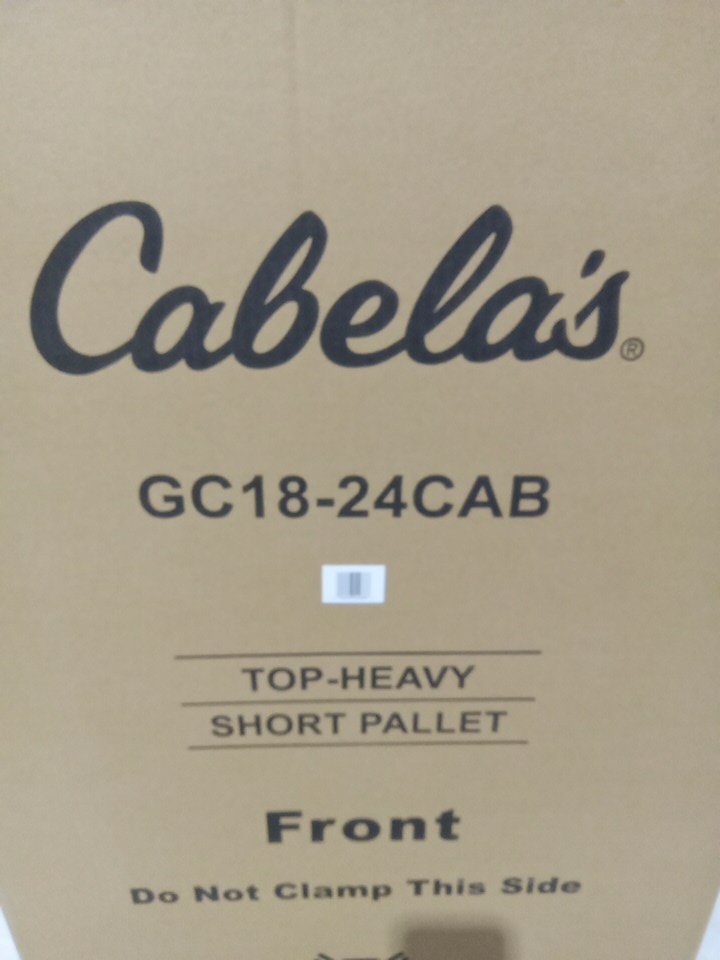 Cabela's®
GC18-24CAB
TOP-HEAVY
SHORT PALLET
Front
Do Not Clamp This Side